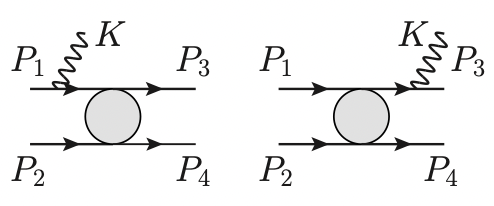 K K
P₁ P₃ P₁ P₃
P₂ P₄ P₂ P₄